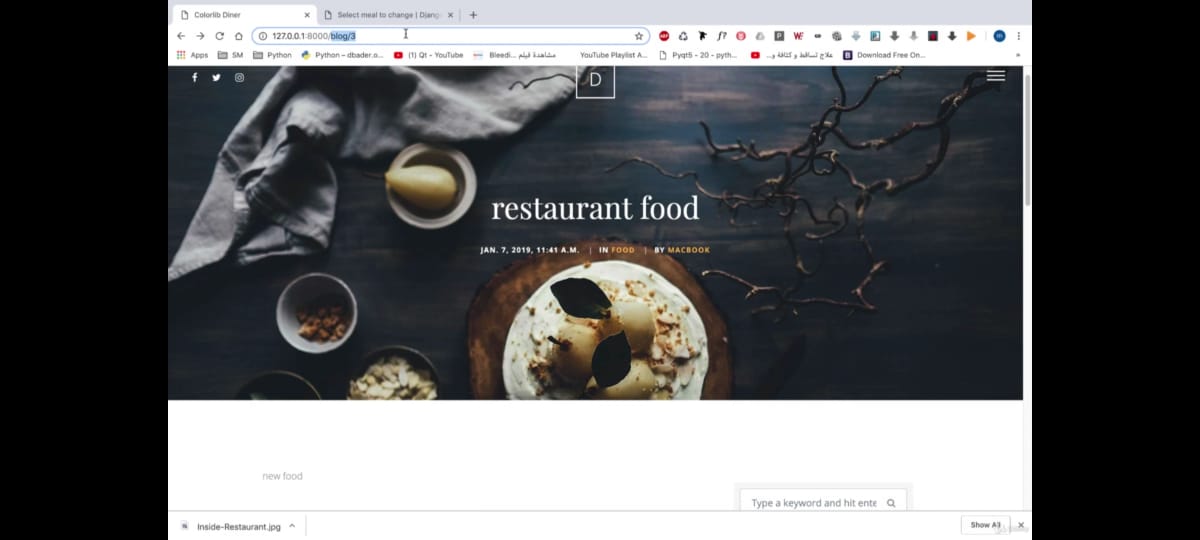 Colorlib Diner
Select meal to change | Djang
127.0.0.1:8000/blog/3
Apps SM Python Python – dbader.o... (1) Qt - YouTube Bleedi... مشاهدة فيلم YouTube Playlist A... Pyqt5 – 20 - pyth... علاج تساقط و كثافة و... Download Free On... »
D
restaurant food
JAN. 7, 2019, 11:41 A.M. | IN FOOD | BY MACBOOK
new food
Type a keyword and hit ente
Inside-Restaurant.jpg
Show All